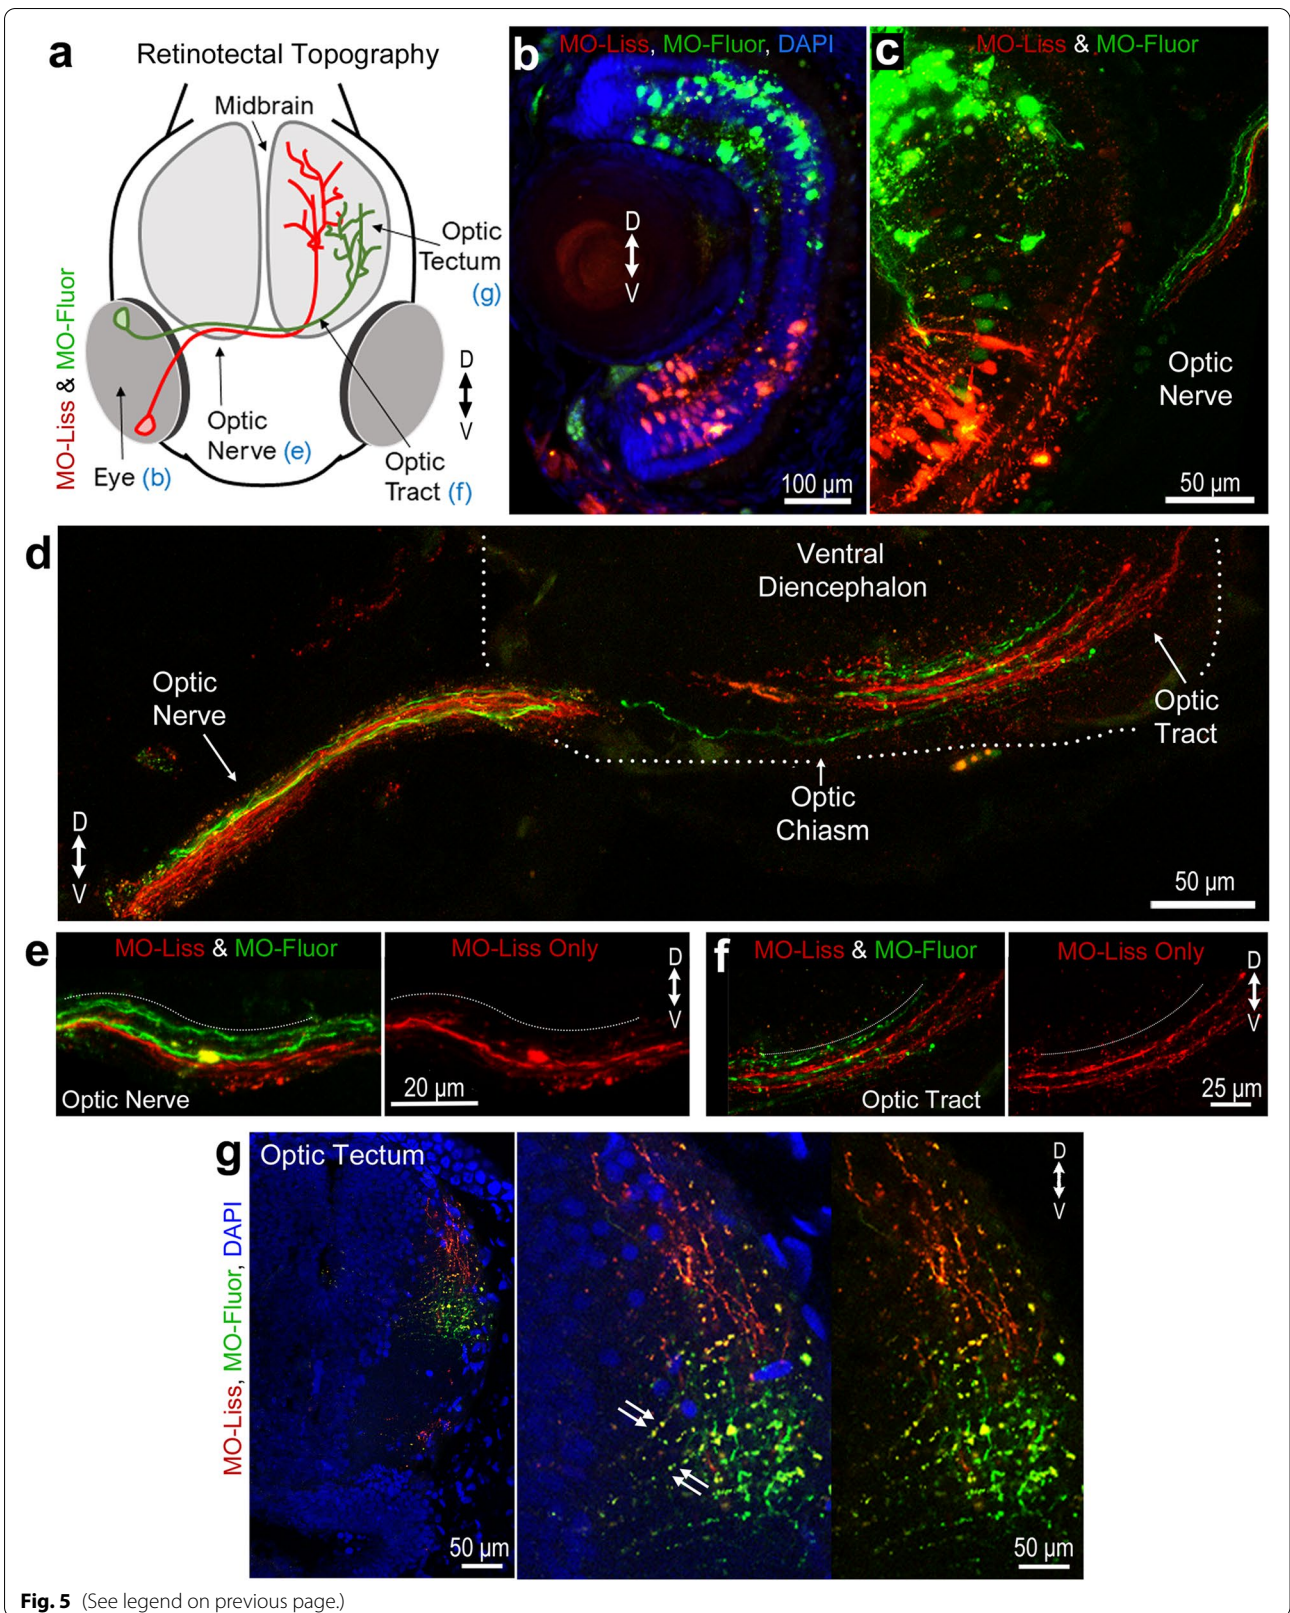 a
Retinotectal Topography
Midbrain
Optic
Tectum
(g)
MO-Liss & MO-Fluor
D
V
Eye (b)
Optic
Nerve (e)
Optic
Tract (f)
b
MO-Liss, MO-Fluor, DAPI
D
V
100 µm
c
MO-Liss & MO-Fluor
Optic
Nerve
50 µm
d
Ventral
Diencephalon
Optic
Nerve
Optic
Tract
Optic
Chiasm
D
V
50 µm
e
MO-Liss & MO-Fluor
MO-Liss Only
D
V
20 µm
Optic Nerve
f
MO-Liss & MO-Fluor
MO-Liss Only
D
V
Optic Tract
25 µm
g
Optic Tectum
MO-Liss, MO-Fluor, DAPI
D
V
50 µm
50 µm
Fig. 5 (See legend on previous page.)